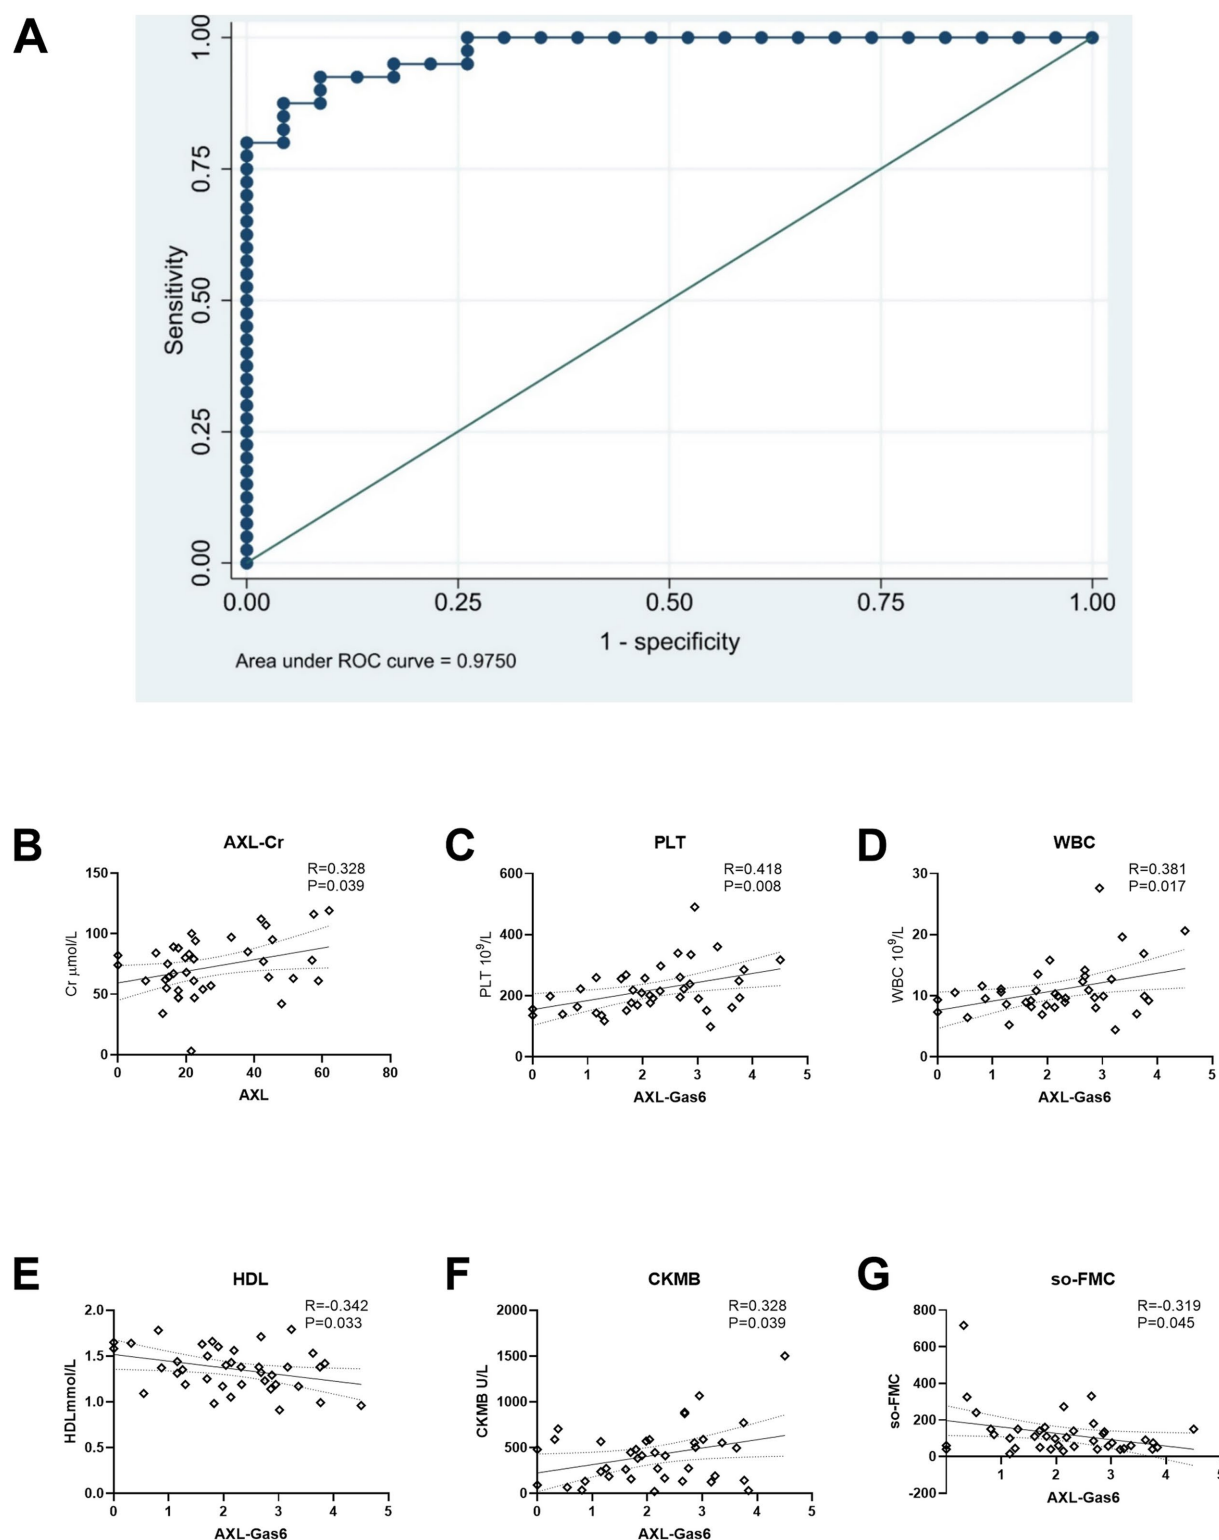 A
Sensitivity
1.00
0.75
0.50
0.25
0.00
0.00 0.25 0.50 0.75 1.00
1 - specificity
Area under ROC curve = 0.9750
B
AXL-Cr
R=0.328
P=0.039
Cr μmol/L
150
100
50
0
0 20 40 60 80
AXL
C
PLT
R=0.418
P=0.008
PLT 10^9/L
600
400
200
0
0 1 2 3 4 5
AXL-Gas6
D
WBC
R=0.381
P=0.017
WBC 10^9/L
30
20
10
0
0 1 2 3 4 5
AXL-Gas6
E
HDL
R=-0.342
P=0.033
HDLmmol/L
2.0
1.5
1.0
0.5
0.0
0 1 2 3 4 5
AXL-Gas6
F
CKMB
R=0.328
P=0.039
CKMB U/L
2000
1500
1000
500
0
0 1 2 3 4 5
AXL-Gas6
G
so-FMC
R=-0.319
P=0.045
so-FMC
800
600
400
200
0
-200
1 2 3 4 5
AXL-Gas6